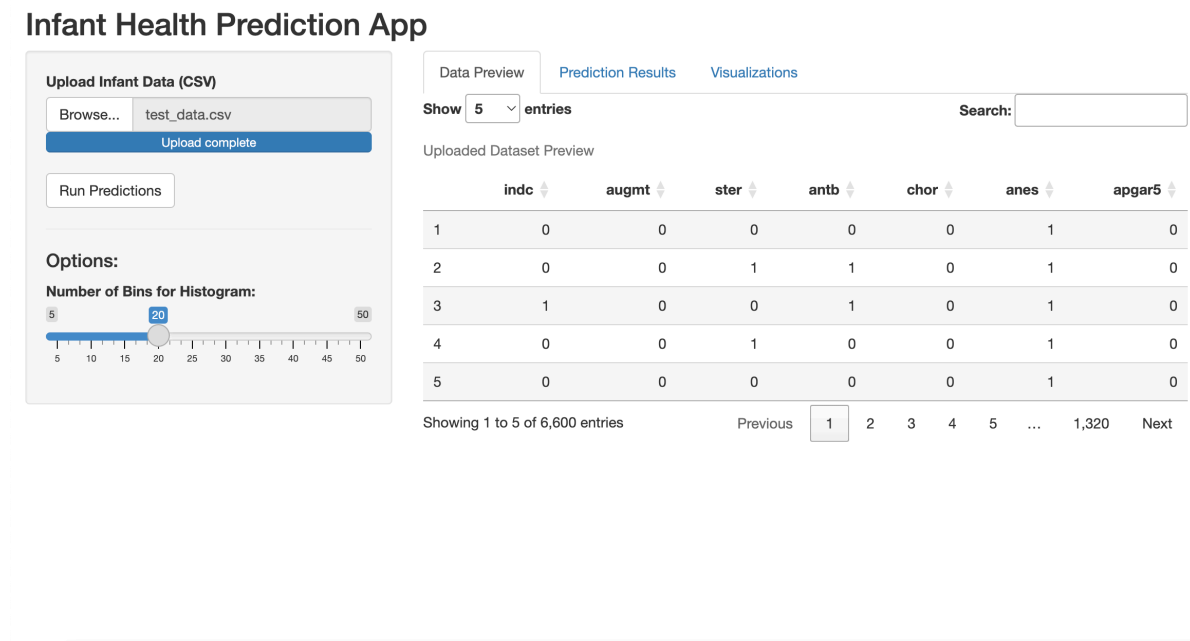 Infant Health Prediction App
Upload Infant Data (CSV)
Browse... test_data.csv
Upload complete
Run Predictions
Options:
Number of Bins for Histogram:
5 20 50
5 10 15 20 25 30 35 40 45 50
Data Preview Prediction Results Visualizations
Show 5 entries Search:
Uploaded Dataset Preview
indc augmt ster antb chor anes apgar5
1 0 0 0 0 0 1 0
2 0 0 1 1 0 1 0
3 1 0 0 1 0 1 0
4 0 0 1 0 0 1 0
5 0 0 0 0 0 1 0
Showing 1 to 5 of 6,600 entries Previous 1 2 3 4 5 … 1,320 Next